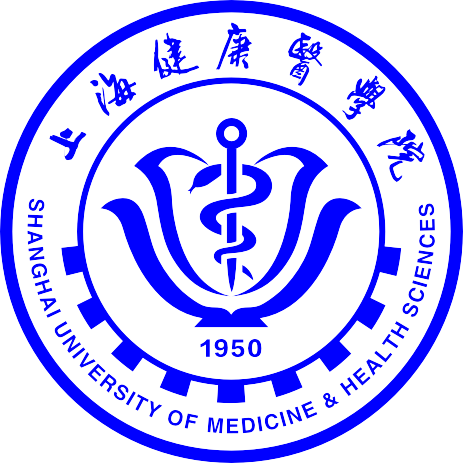 上海健康醫學院
1950
SHANGHAI UNIVERSITY OF MEDICINE & HEALTH SCIENCES